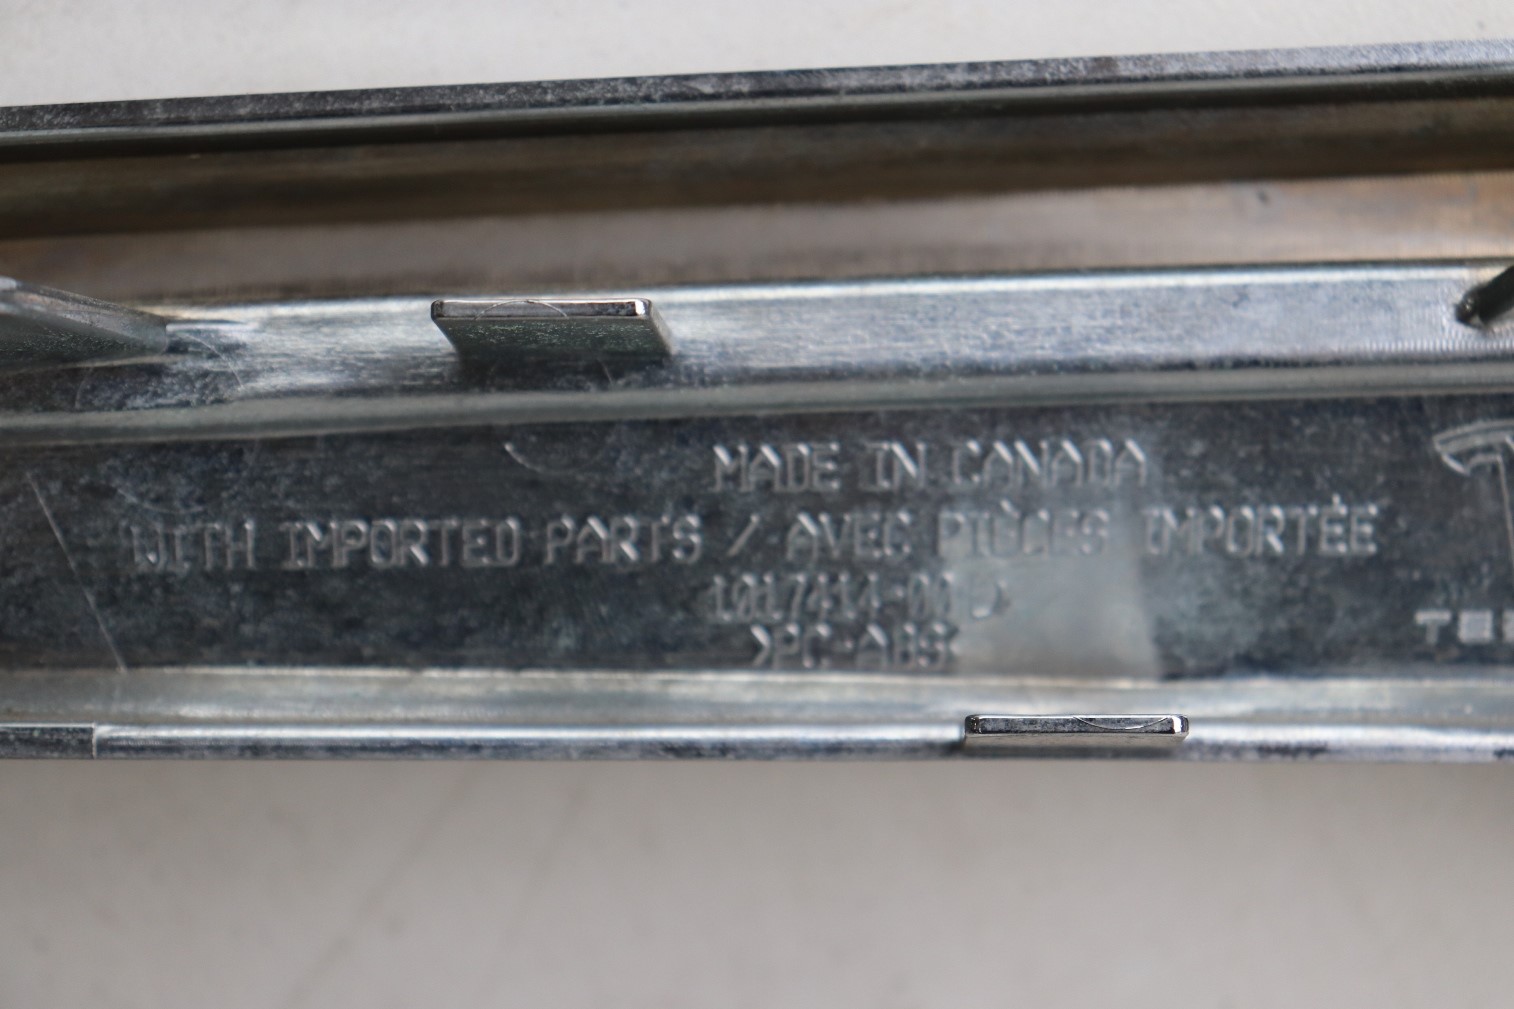 MADE IN CANADA
WITH IMPORTED PARTS / AVEC PIÈCES IMPORTÉE
1017414-00
>PC-ABS<